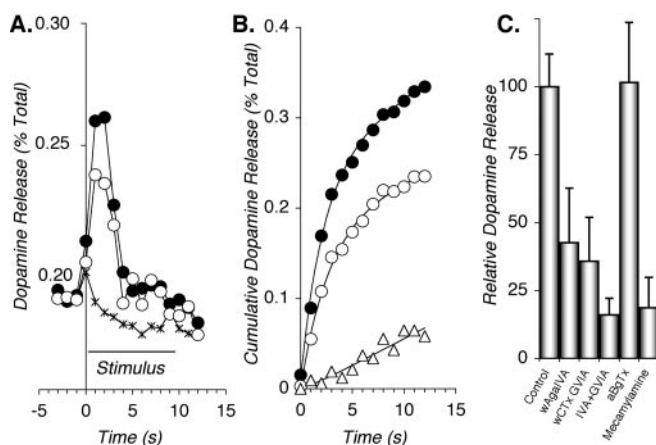 A.
0.30
0.25
0.20
Dopamine Release (% Total)
Stimulus
-5 0 5 10 15
Time (s)
B.
0.4
0.3
0.2
0.1
0
Cumulative Dopamine Release (% Total)
0 5 10 15
Time (s)
C.
100
75
50
25
0
Relative Dopamine Release
Control
wAgaIVA
wCTx GVIA
IVA+GVIA
aBgTx
Mecamylamine